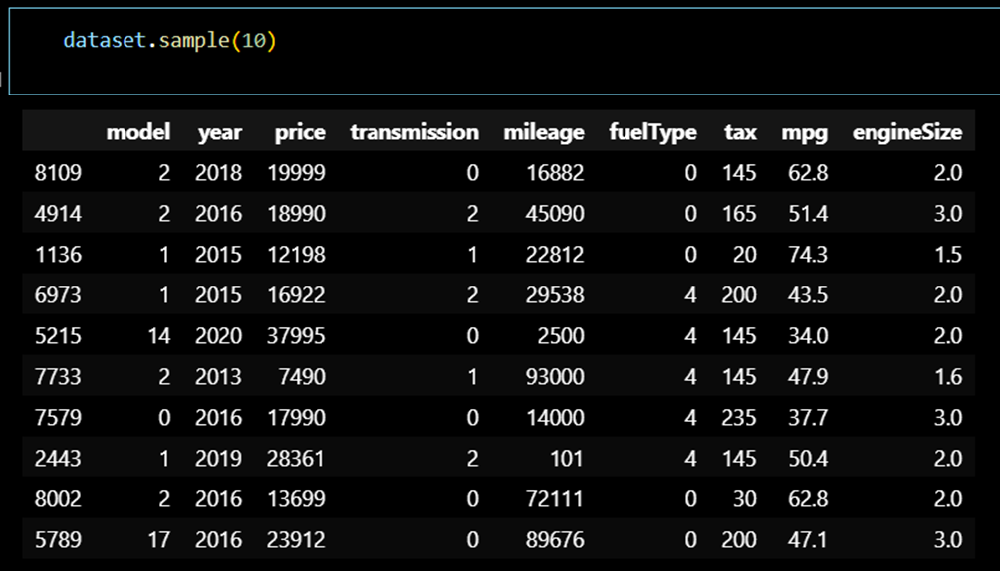 dataset.sample(10)
model year price transmission mileage fuelType tax mpg engineSize
8109 2 2018 19999 0 16882 0 145 62.8 2.0
4914 2 2016 18990 2 45090 0 165 51.4 3.0
1136 1 2015 12198 1 22812 0 20 74.3 1.5
6973 1 2015 16922 2 29538 4 200 43.5 2.0
5215 14 2020 37995 0 2500 4 145 34.0 2.0
7733 2 2013 7490 1 93000 4 145 47.9 1.6
7579 0 2016 17990 0 14000 4 235 37.7 3.0
2443 1 2019 28361 2 101 4 145 50.4 2.0
8002 2 2016 13699 0 72111 0 30 62.8 2.0
5789 17 2016 23912 0 89676 0 200 47.1 3.0